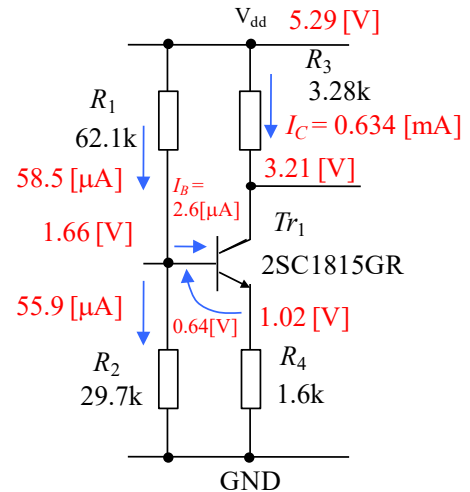 Vdd 5.29 [V]
R1
62.1k
R3
3.28k
IC = 0.634 [mA]
58.5 [μA]
IB =
2.6[μA]
3.21 [V]
1.66 [V]
Tr1
2SC1815GR
55.9 [μA]
0.64[V]
1.02 [V]
R2
29.7k
R4
1.6k
GND